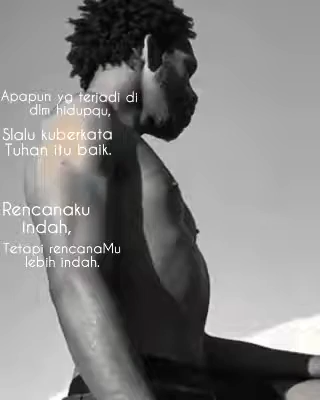 Apapun yg terjadi di
dlm hidupqu,
Slalu kuberkata
Tuhan itu baik.
Rencanaku
indah,
Tetapi rencanaMu
lebih indah.